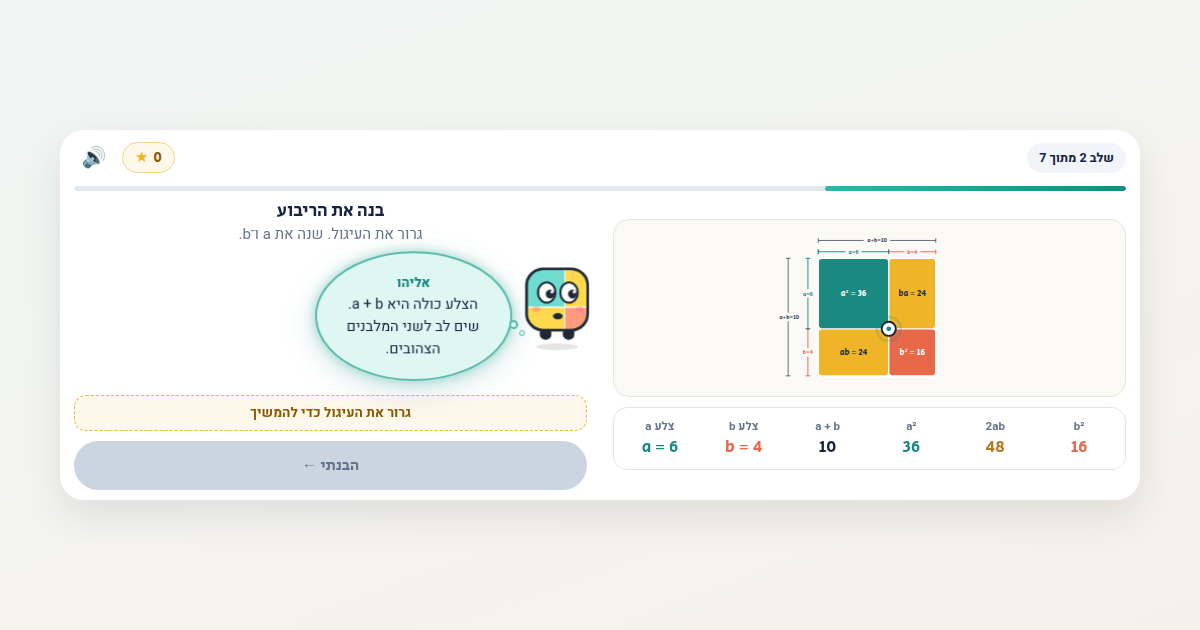 שלב 2 מתוך 7
★ 0
בנה את הריבוע
גרור את העיגול. שנה את a ו־b.
אליהו
הצלע כולה היא a + b.
שים לב לשני המלבנים
הצהובים.
גרור את העיגול כדי להמשיך
הבנתי ←
a+b=10
a=6
b=4
a+b=10
a=6
b=4
a² = 36
ba = 24
ab = 24
b² = 16
צלע a
a = 6
צלע b
b = 4
a + b
10
a²
36
2ab
48
b²
16